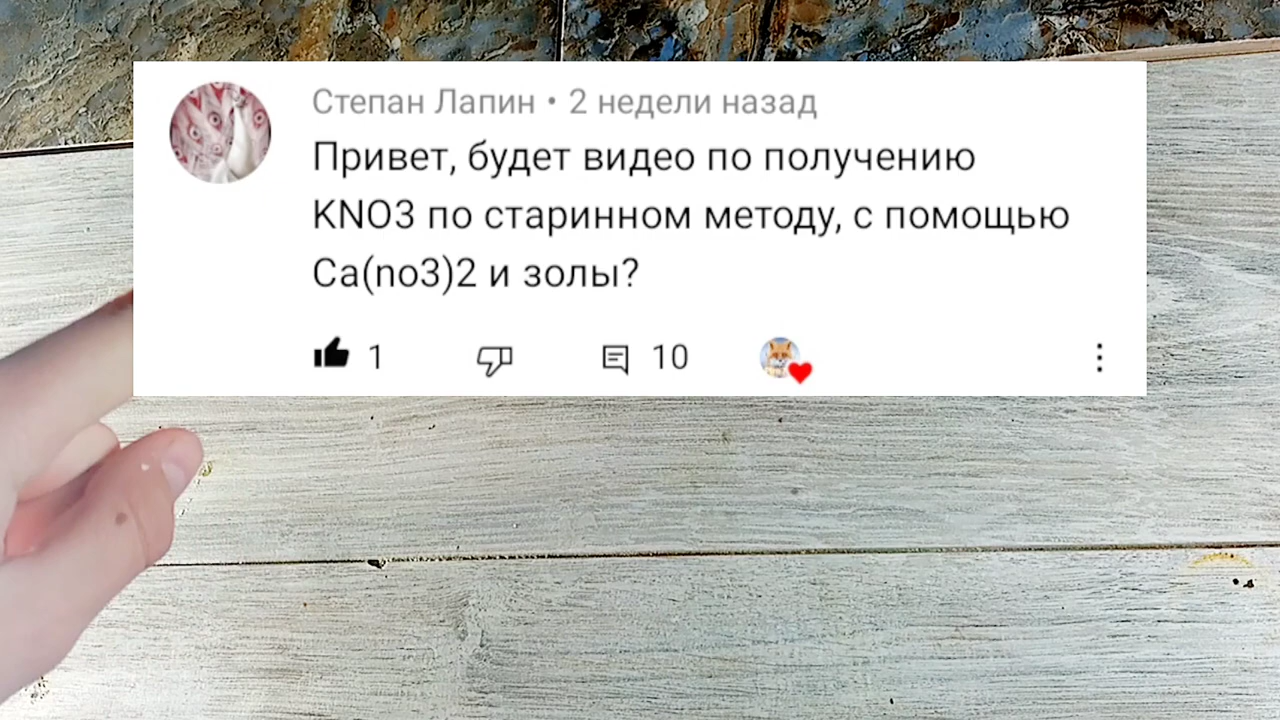 Степан Лапин • 2 недели назад
Привет, будет видео по получению
KNO3 по старинном методу, с помощью
Ca(no3)2 и золы?
1 10